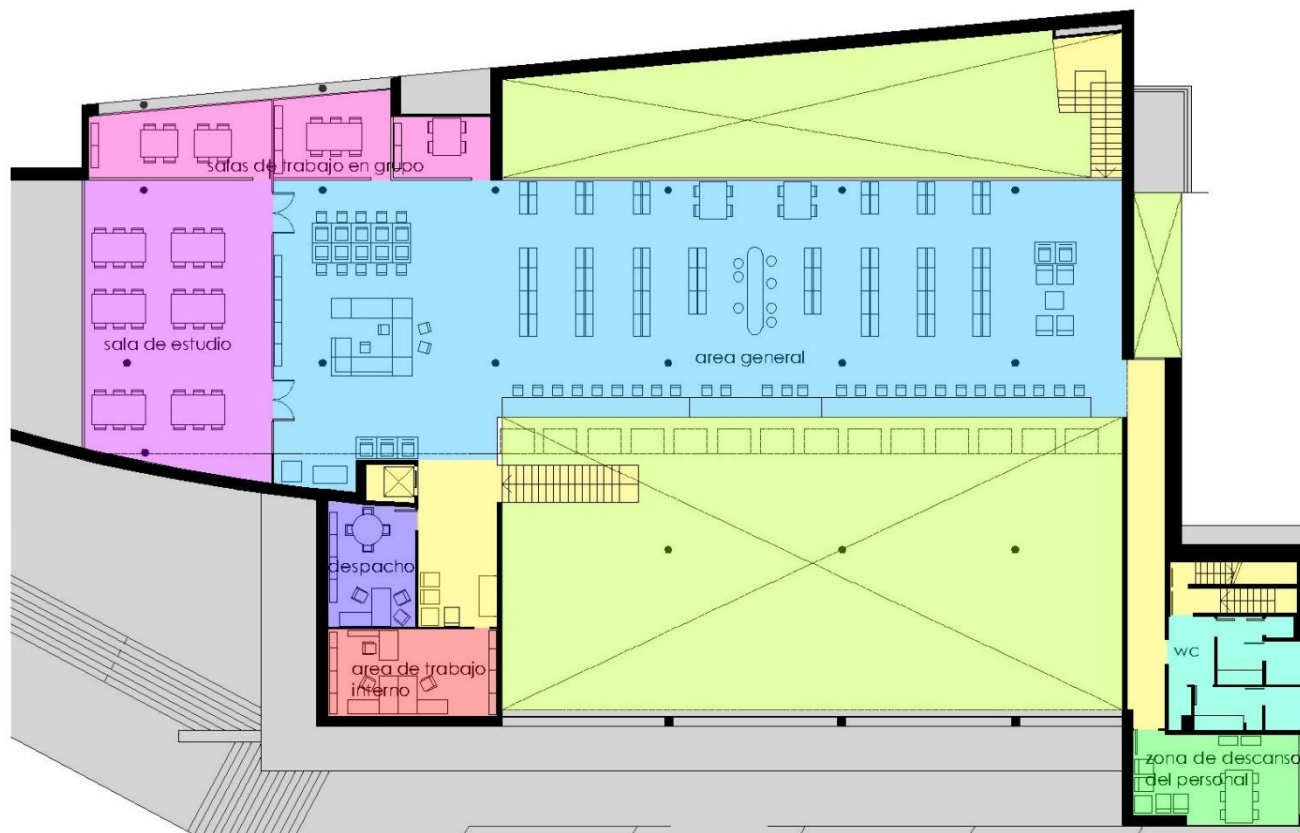 salas de trabajo en grupo
sala de estudio
area general
despacho
area de trabajo
interno
wc
zona de descanso
del personal